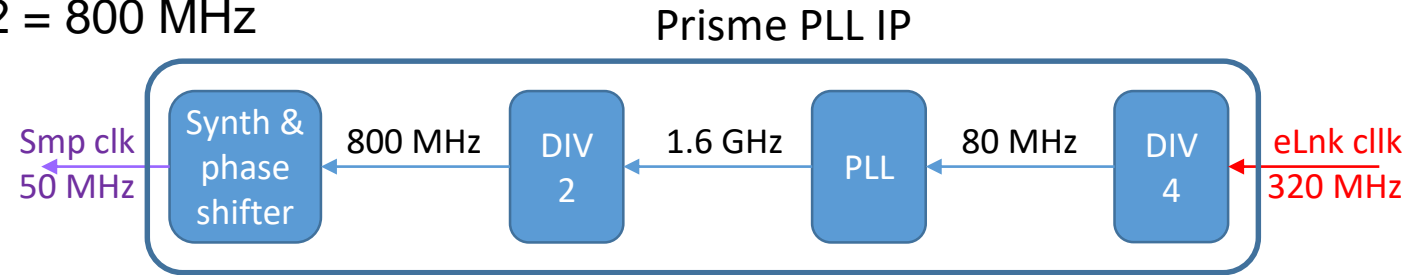 2 = 800 MHz
Prisme PLL IP
Smp clk
50 MHz
Synth &
phase
shifter
800 MHz
DIV
2
1.6 GHz
PLL
80 MHz
DIV
4
eLnk cllk
320 MHz